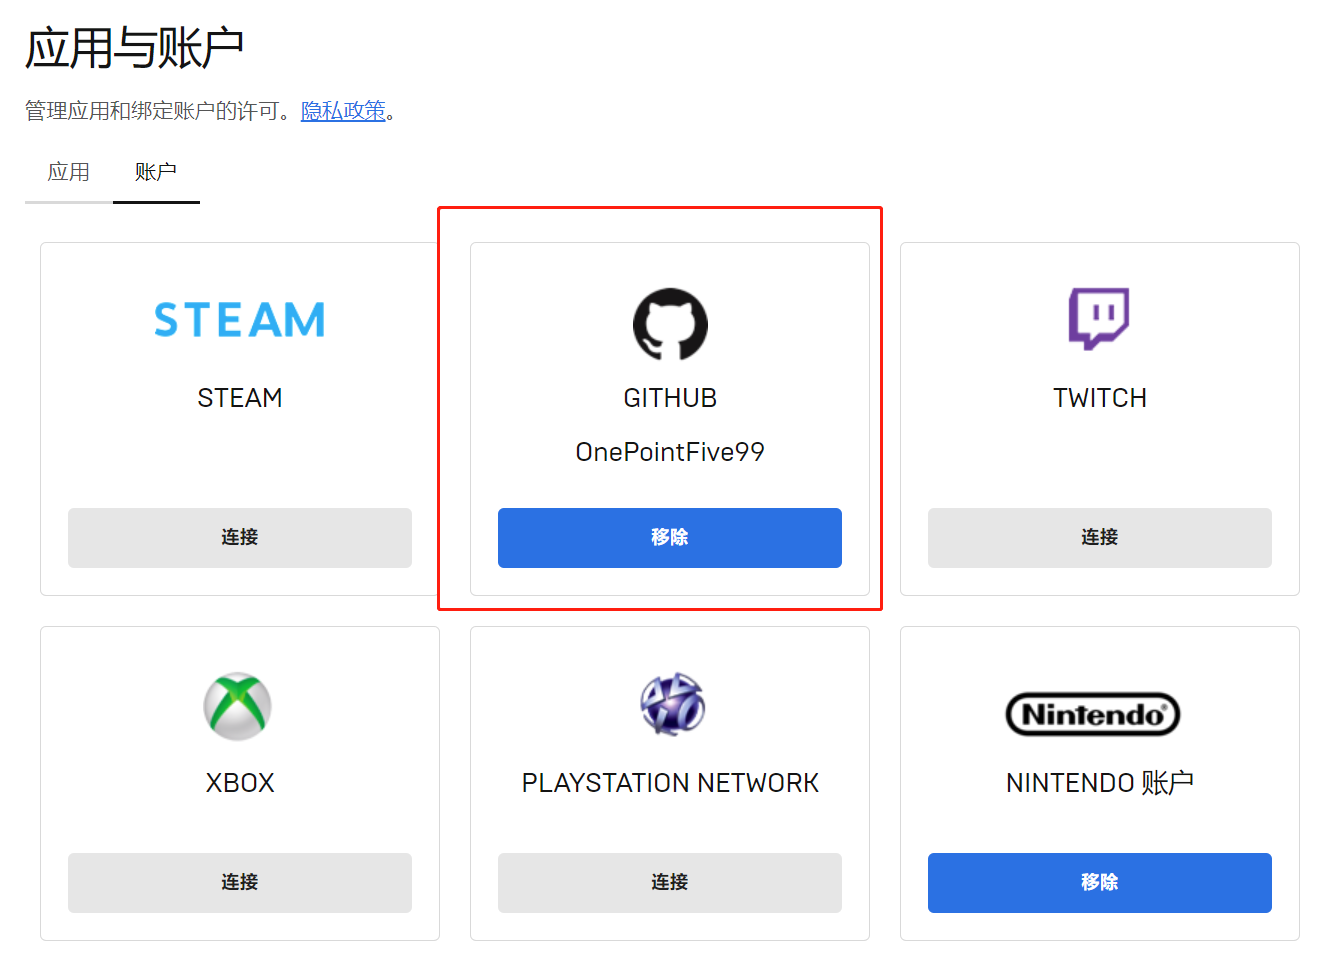 应用与账户
管理应用和绑定账户的许可。隐私政策。
应用
账户
STEAM
STEAM
连接
GITHUB
OnePointFive99
移除
TWITCH
连接
XBOX
连接
PLAYSTATION NETWORK
连接
Nintendo®
NINTENDO 账户
移除